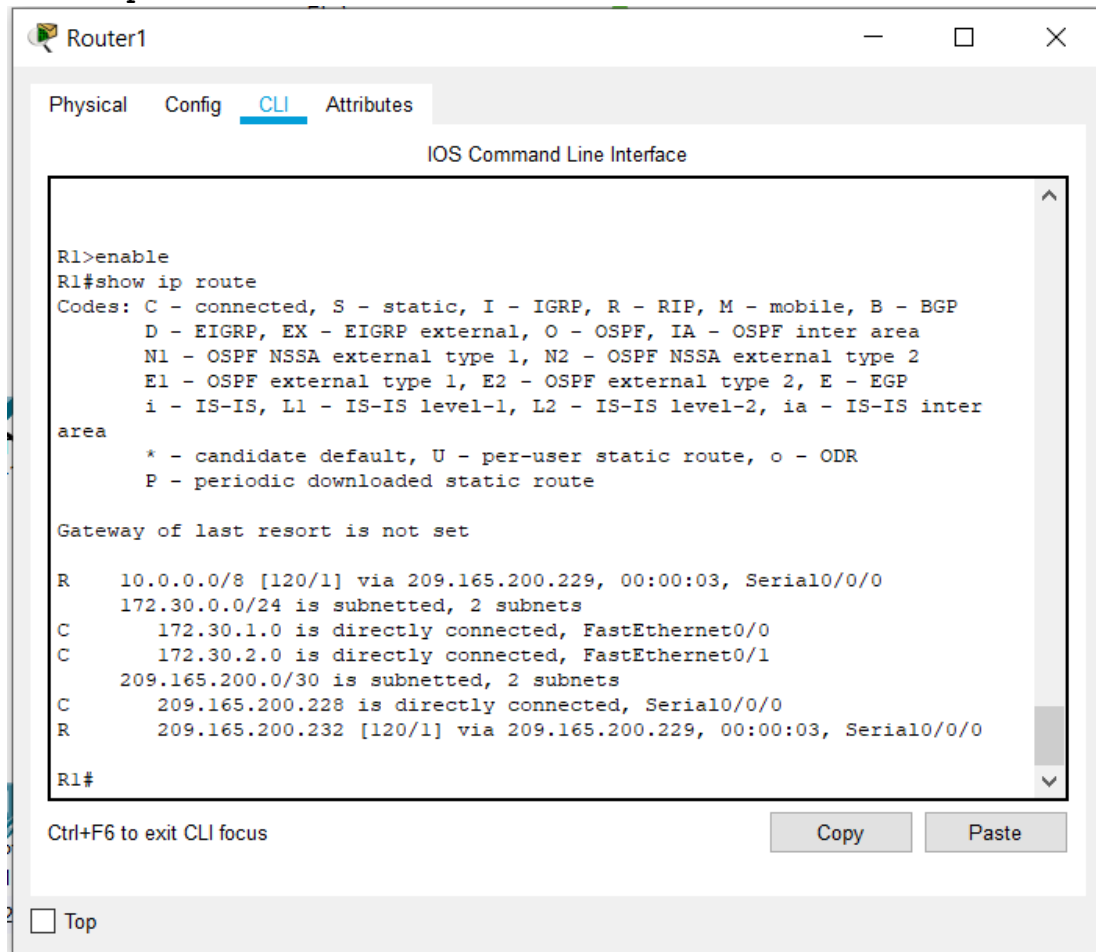 Router1
Physical Config CLI Attributes
IOS Command Line Interface
R1>enable
R1#show ip route
Codes: C - connected, S - static, I - IGRP, R - RIP, M - mobile, B - BGP
D - EIGRP, EX - EIGRP external, O - OSPF, IA - OSPF inter area
N1 - OSPF NSSA external type 1, N2 - OSPF NSSA external type 2
E1 - OSPF external type 1, E2 - OSPF external type 2, E - EGP
i - IS-IS, L1 - IS-IS level-1, L2 - IS-IS level-2, ia - IS-IS inter
area
* - candidate default, U - per-user static route, o - ODR
P - periodic downloaded static route
Gateway of last resort is not set
R 10.0.0.0/8 [120/1] via 209.165.200.229, 00:00:03, Serial0/0/0
172.30.0.0/24 is subnetted, 2 subnets
C 172.30.1.0 is directly connected, FastEthernet0/0
C 172.30.2.0 is directly connected, FastEthernet0/1
209.165.200.0/30 is subnetted, 2 subnets
C 209.165.200.228 is directly connected, Serial0/0/0
R 209.165.200.232 [120/1] via 209.165.200.229, 00:00:03, Serial0/0/0
R1#
Ctrl+F6 to exit CLI focus
Copy Paste
Top